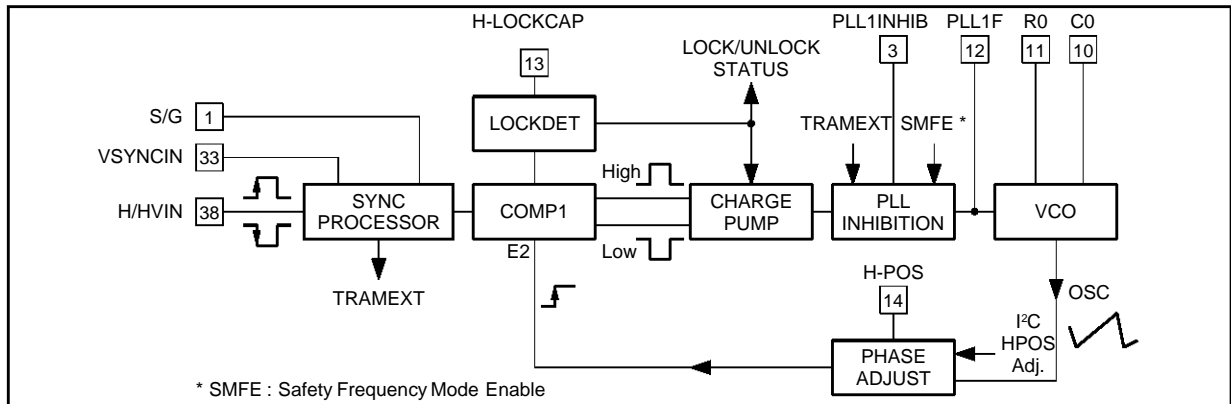 H-LOCKCAP
13
LOCK/UNLOCK
STATUS
PLL1INHIB
3
PLL1F
12
R0
11
C0
10
S/G
1
LOCKDET
TRAMEXT
SMFE *
VSYNCIN
33
H/HVIN
38
SYNC
PROCESSOR
COMP1
E2
High
Low
CHARGE
PUMP
PLL
INHIBITION
VCO
TRAMEXT
H-POS
14
OSC
I²C
HPOS
Adj.
PHASE
ADJUST
* SMFE : Safety Frequency Mode Enable